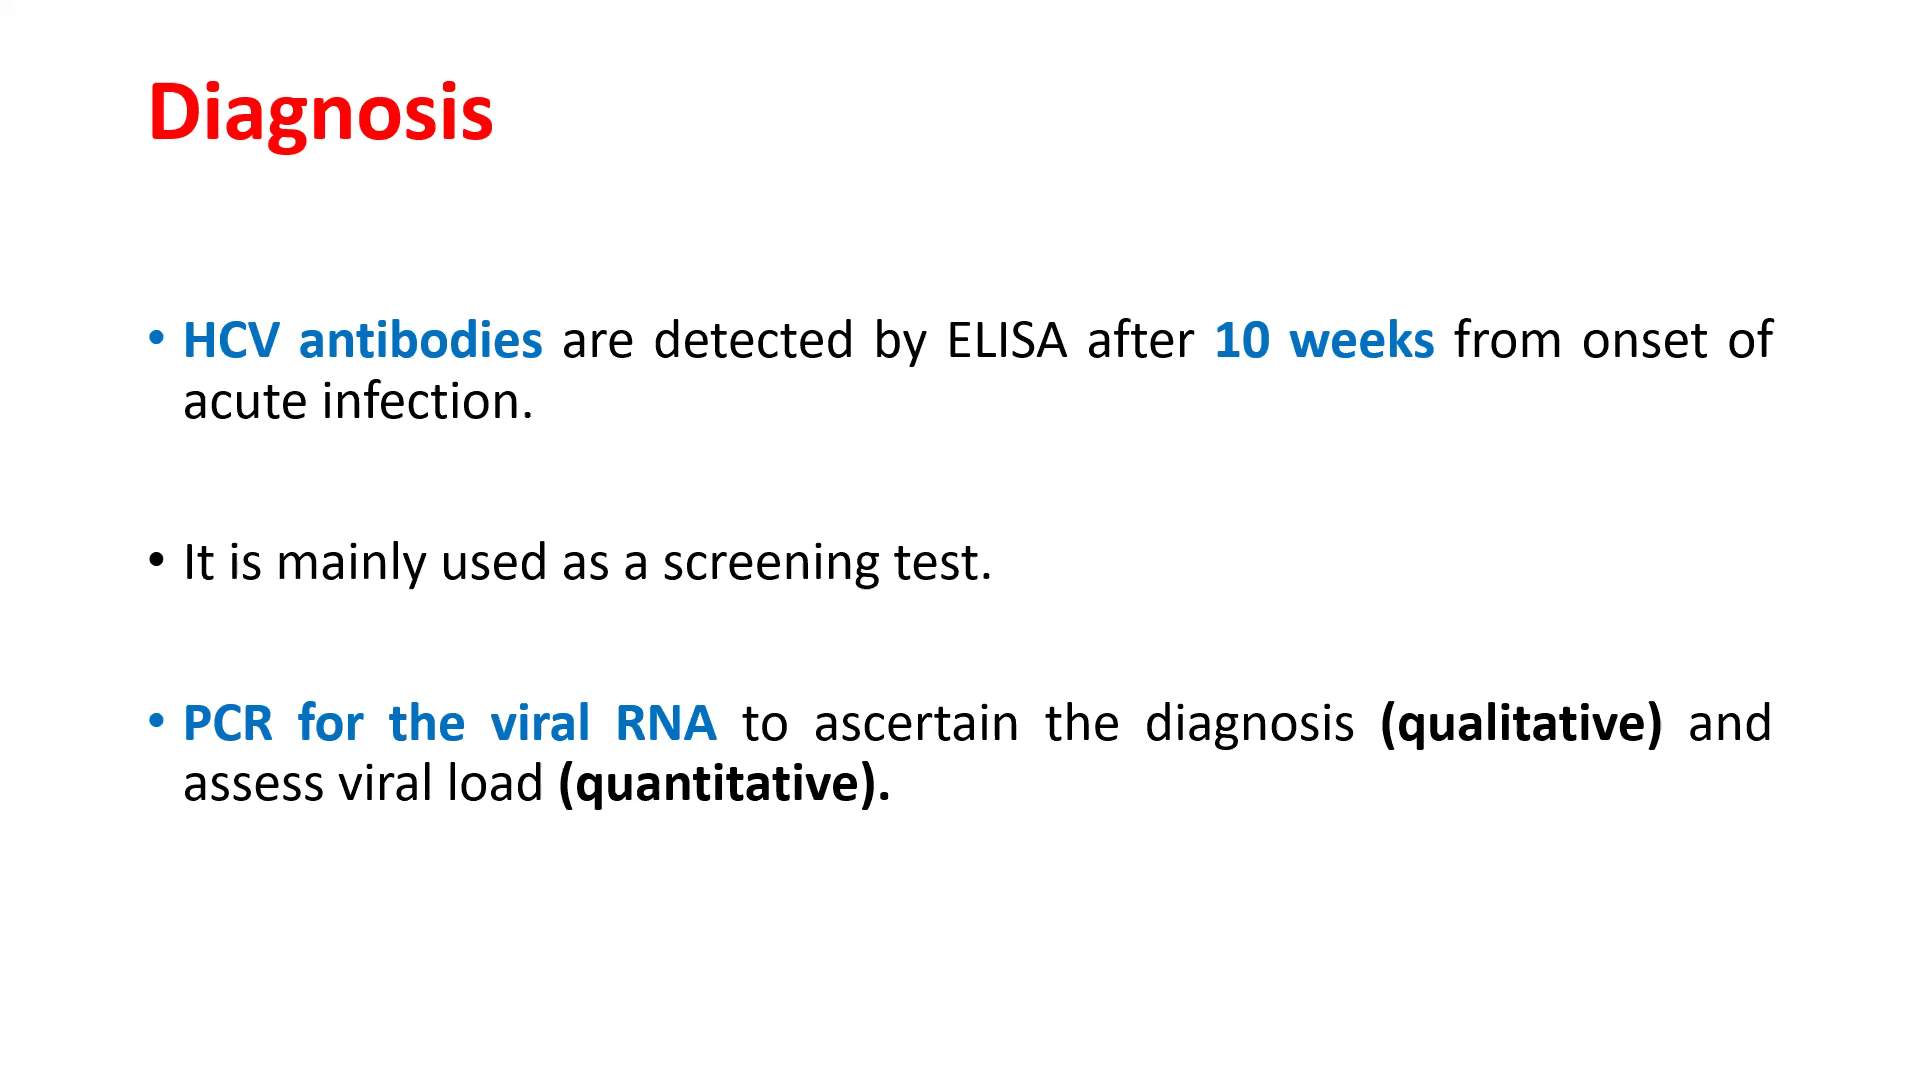 Diagnosis
• HCV antibodies are detected by ELISA after 10 weeks from onset of
acute infection.
• It is mainly used as a screening test.
• PCR for the viral RNA to ascertain the diagnosis (qualitative) and
assess viral load (quantitative).